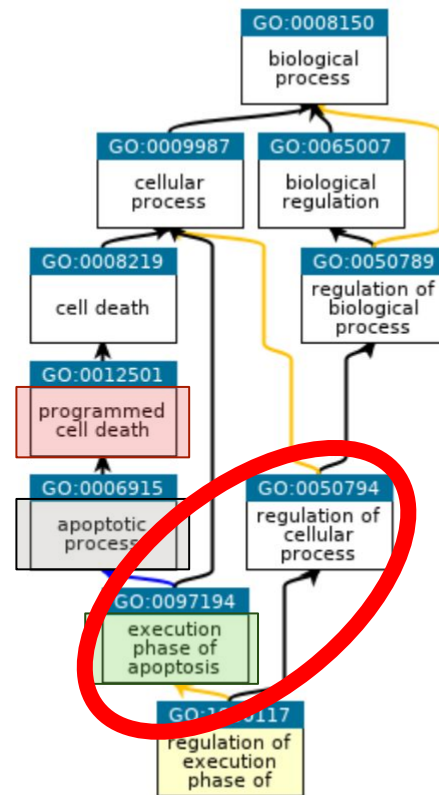 GO:0008150
biological
process
GO:0009987
cellular
process
GO:0065007
biological
regulation
GO:0008219
cell death
GO:0050789
regulation of
biological
process
GO:0012501
programmed
cell death
GO:0006915
apoptotic
process
GO:0050794
regulation of
cellular
process
GO:0097194
execution
phase of
apoptosis
regulation of
execution
phase of